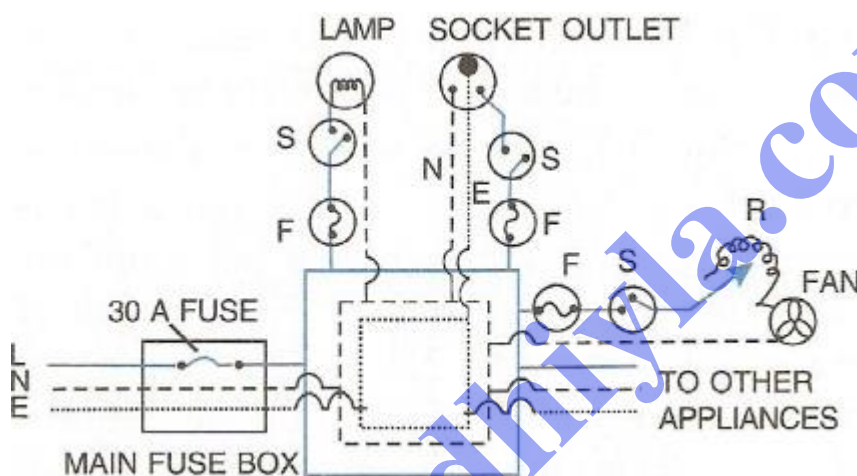 LAMP SOCKET OUTLET
S
N
S
E
F
F
R
F S
FAN
30 A FUSE
L
N
E
TO OTHER
APPLIANCES
MAIN FUSE BOX